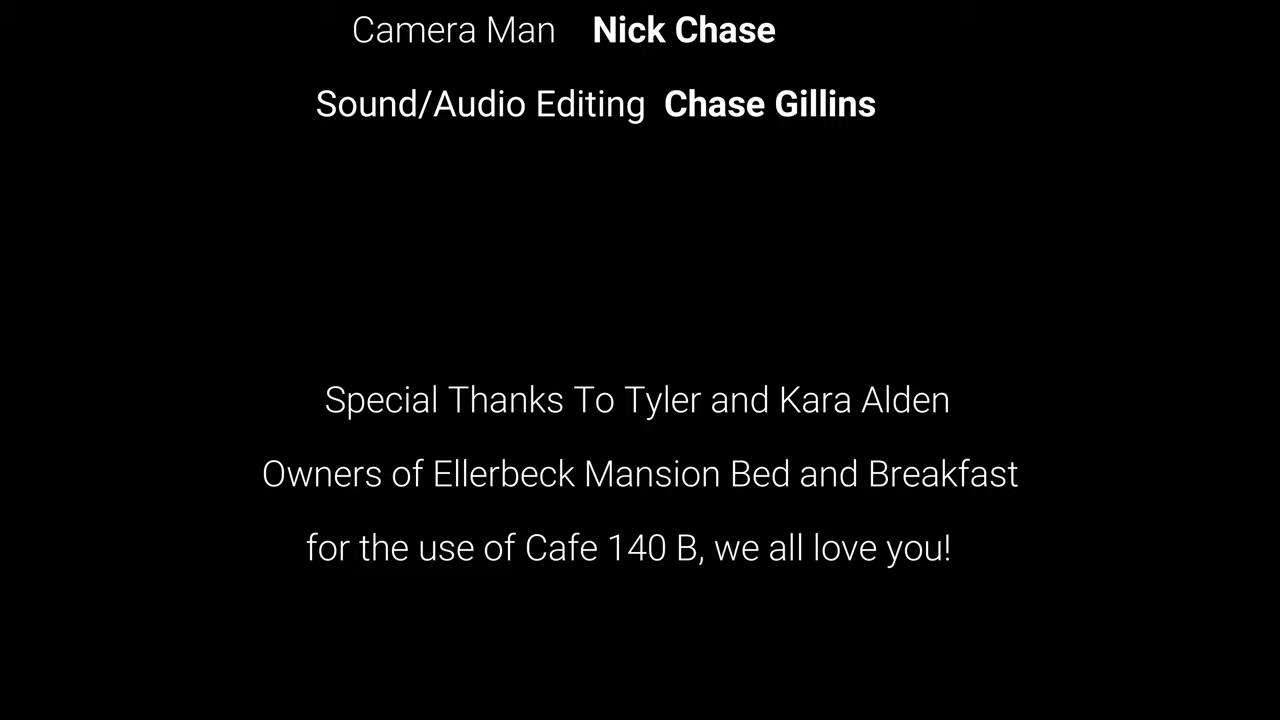 Camera Man Nick Chase
Sound/Audio Editing Chase Gillins
Special Thanks To Tyler and Kara Alden
Owners of Ellerbeck Mansion Bed and Breakfast
for the use of Cafe 140 B, we all love you!